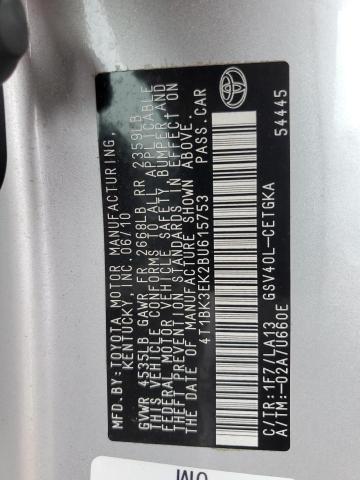 MFD.BY:TOYOTA MOTOR MANUFACTURING,
KENTUCKY, INC. 06/10
GVWR 4535LB GAWR FR 2660LB RR 2359LB
THIS VEHICLE CONFORMS TO ALL APPLICABLE
FEDERAL MOTOR VEHICLE SAFETY, BUMPER, AND
THEFT PREVENTION STANDARDS IN EFFECT ON
THE DATE OF MANUFACTURE SHOWN ABOVE.
4T1BK3EK2BU615753 PASS.CAR
C/TR:1F7/LA13 GSV40L-CETGKA
A/TM:-02A/U660E 54445